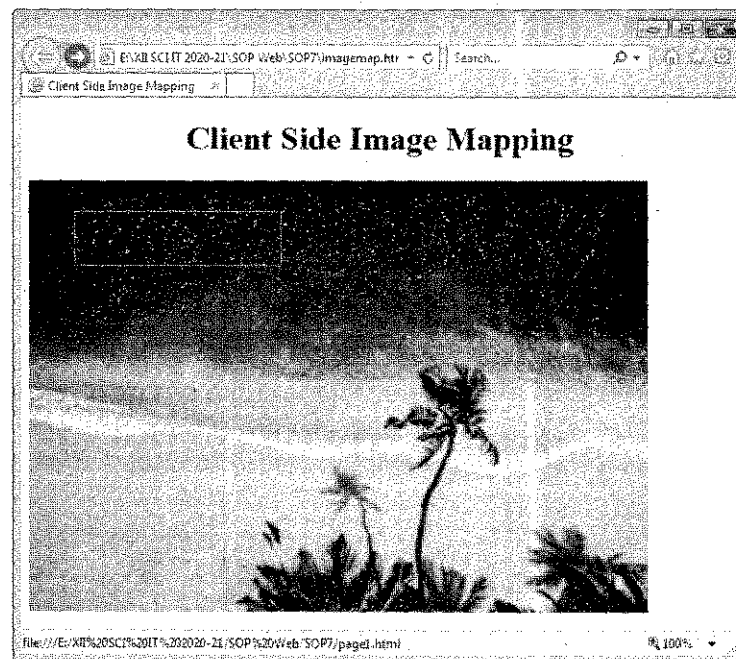 E:\XII SCI IT 2020-21\SOP Web\SOP7\imagemap.htr
Search...
Client Side Image Mapping
Client Side Image Mapping
file:///E:/XII%20SCI%20IT%202020-21/SOP%20Web/SOP7/page1.html
100%